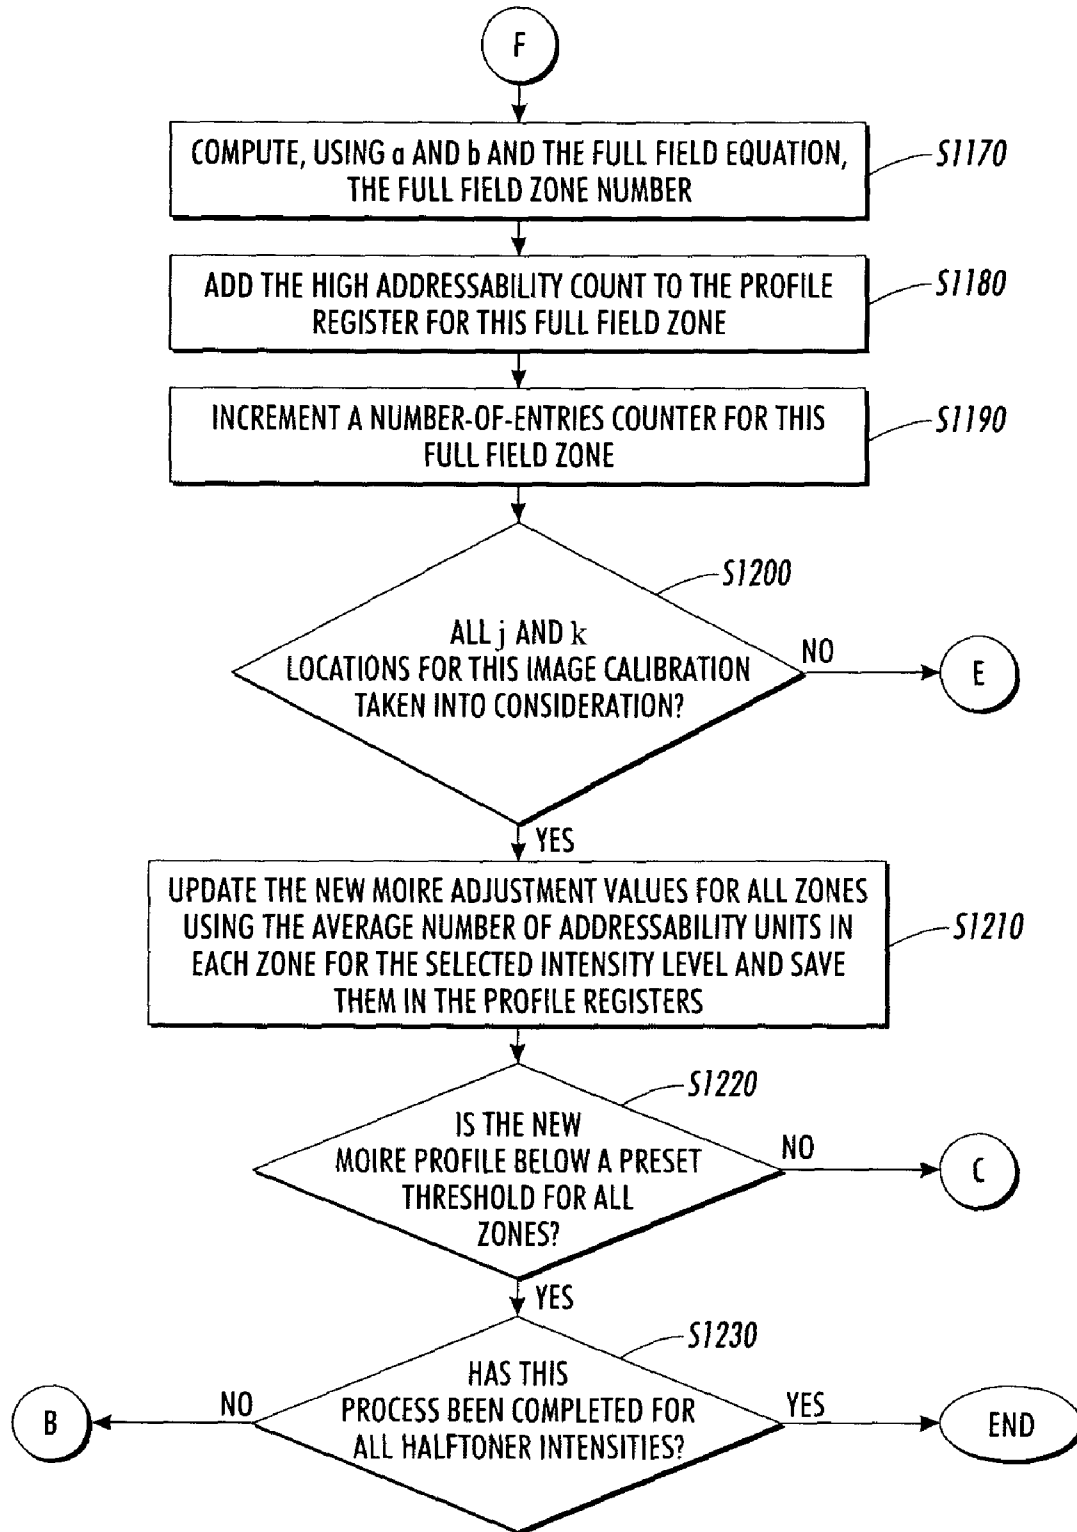 F
COMPUTE, USING a AND b AND THE FULL FIELD EQUATION,
THE FULL FIELD ZONE NUMBER
S1170
ADD THE HIGH ADDRESSABILITY COUNT TO THE PROFILE
REGISTER FOR THIS FULL FIELD ZONE
S1180
INCREMENT A NUMBER-OF-ENTRIES COUNTER FOR THIS
FULL FIELD ZONE
S1190
S1200
ALL j AND k
LOCATIONS FOR THIS IMAGE CALIBRATION
TAKEN INTO CONSIDERATION?
NO
E
YES
UPDATE THE NEW MOIRE ADJUSTMENT VALUES FOR ALL ZONES
USING THE AVERAGE NUMBER OF ADDRESSABILITY UNITS IN
EACH ZONE FOR THE SELECTED INTENSITY LEVEL AND SAVE
THEM IN THE PROFILE REGISTERS
S1210
S1220
IS THE NEW
MOIRE PROFILE BELOW A PRESET
THRESHOLD FOR ALL
ZONES?
NO
C
YES
S1230
HAS THIS
PROCESS BEEN COMPLETED FOR
ALL HALFTONER INTENSITIES?
NO
B
YES
END